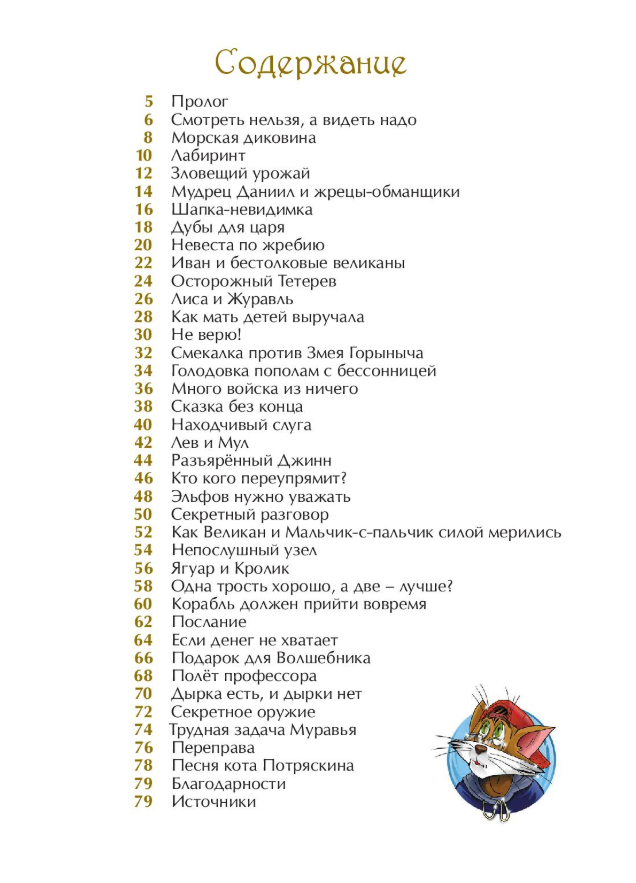 Содержание
5 Пролог
6 Смотреть нельзя, а видеть надо
8 Морская диковина
10 Лабиринт
12 Зловещий урожай
14 Мудрец Даниил и жрецы-обманщики
16 Шапка-невидимка
18 Дубы для царя
20 Невеста по жребию
22 Иван и бестолковые великаны
24 Осторожный Тетерев
26 Лиса и Журавль
28 Как мать детей выручала
30 Не верю!
32 Смекалка против Змея Горыныча
34 Голодовка пополам с бессонницей
36 Много войска из ничего
38 Сказка без конца
40 Находчивый слуга
42 Лев и Мул
44 Разъярённый Джинн
46 Кто кого переупрямит?
48 Эльфов нужно уважать
50 Секретный разговор
52 Как Великан и Мальчик-с-пальчик силой мерились
54 Непослушный узел
56 Ягуар и Кролик
58 Одна трость хорошо, а две – лучше?
60 Корабль должен прийти вовремя
62 Послание
64 Если денег не хватает
66 Подарок для Волшебника
68 Полёт профессора
70 Дырка есть, и дырки нет
72 Секретное оружие
74 Трудная задача Муравья
76 Переправа
78 Песня кота Потряскина
79 Благодарности
79 Источники